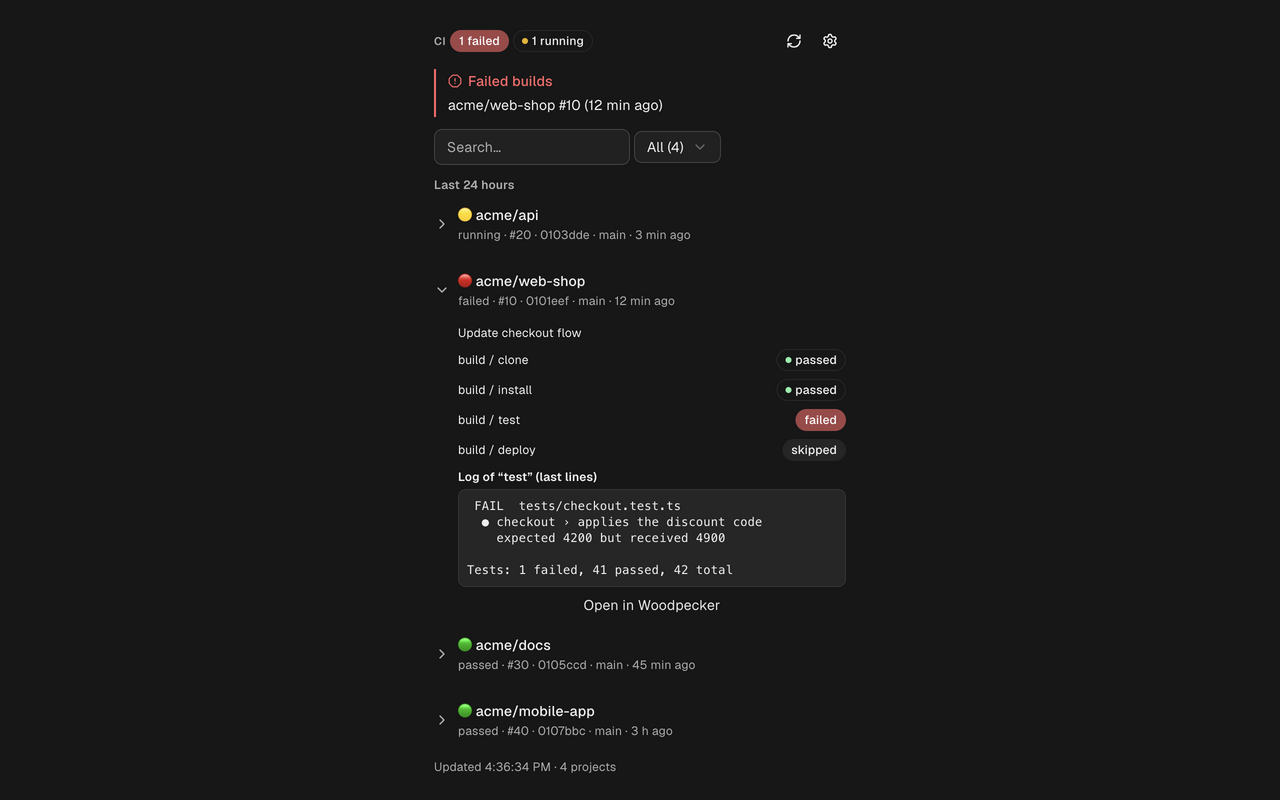 CI 1 failed 1 running
Failed builds
acme/web-shop #10 (12 min ago)
Search… All (4)
Last 24 hours
acme/api
running · #20 · 0103dde · main · 3 min ago
acme/web-shop
failed · #10 · 0101eef · main · 12 min ago
Update checkout flow
build / clone passed
build / install passed
build / test failed
build / deploy skipped
Log of “test” (last lines)
FAIL tests/checkout.test.ts
● checkout › applies the discount code
expected 4200 but received 4900
Tests: 1 failed, 41 passed, 42 total
Open in Woodpecker
acme/docs
passed · #30 · 0105ccd · main · 45 min ago
acme/mobile-app
passed · #40 · 0107bbc · main · 3 h ago
Updated 4:36:34 PM · 4 projects